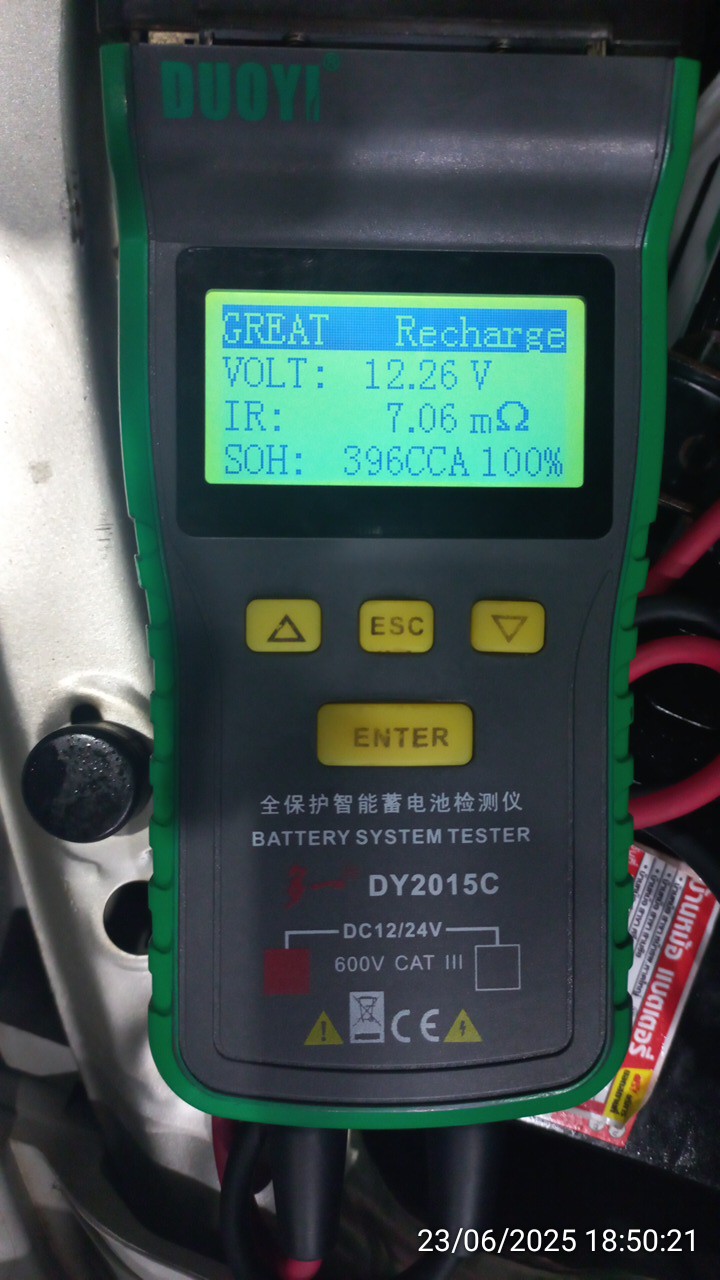 DUOYI
GREAT Recharge
VOLT: 12.26 V
IR: 7.06 mΩ
SOH: 396CCA 100%
ESC
ENTER
全保护智能蓄电池检测仪
BATTERY SYSTEM TESTER
DY2015C
DC12/24V
600V CAT III
CE
23/06/2025 18:50:21